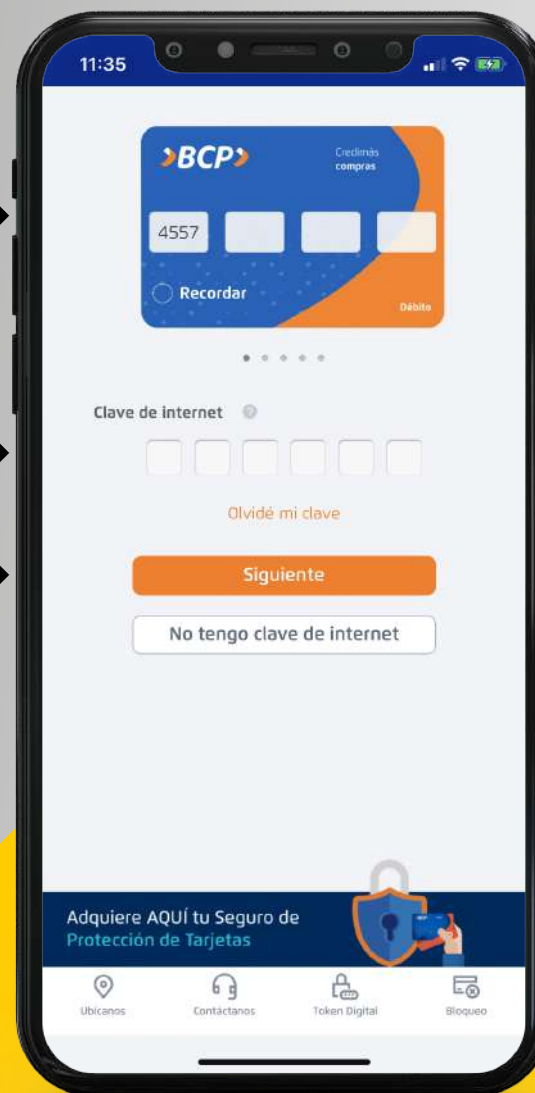 11:35
>BCP>
Credimás
compras
4557
Recordar
Débito
Clave de internet ?
Olvidé mi clave
Siguiente
No tengo clave de internet
Adquiere AQUÍ tu Seguro de
Protección de Tarjetas
Ubícanos Contáctanos Token Digital Bloqueo